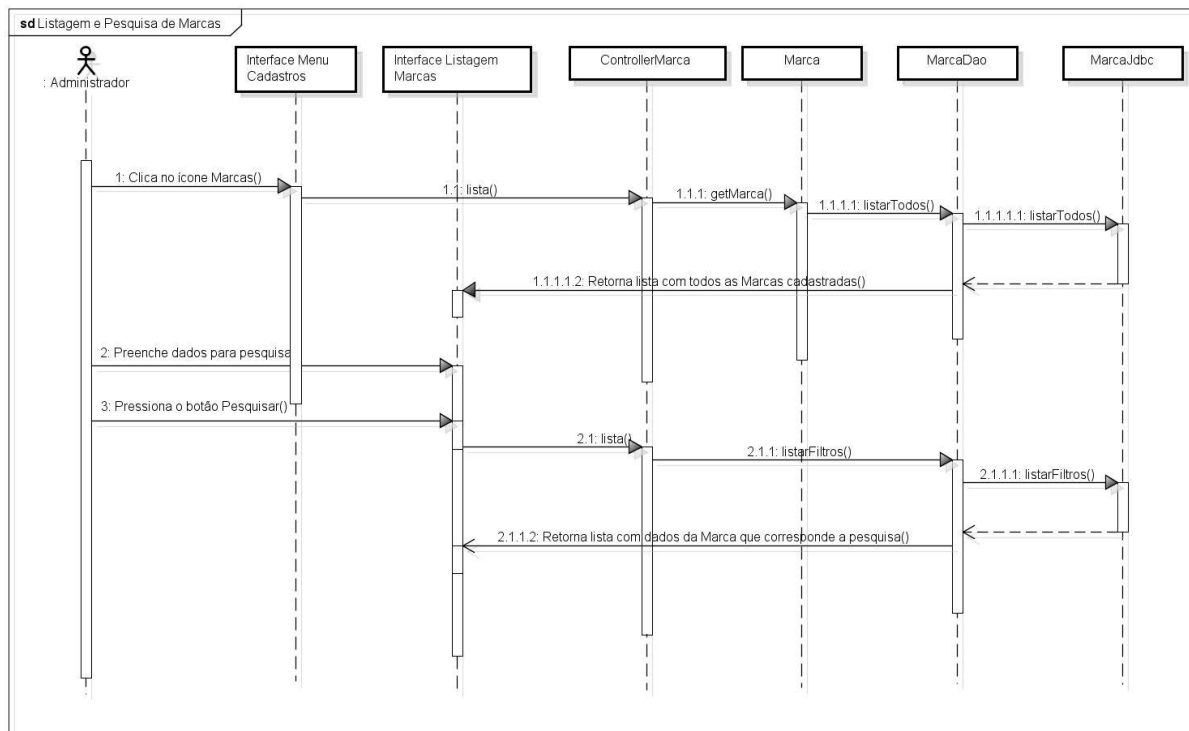 sd Listagem e Pesquisa de Marcas
: Administrador
Interface Menu
Cadastros
Interface Listagem
Marcas
ControllerMarca
Marca
MarcaDao
MarcaJdbc
1: Clica no ícone Marcas()
1.1: lista()
1.1.1: getMarca()
1.1.1.1: listarTodos()
1.1.1.1.1: listarTodos()
1.1.1.1.2: Retorna lista com todos as Marcas cadastradas()
2: Preenche dados para pesquisa
3: Pressiona o botão Pesquisar()
2.1: lista()
2.1.1: listarFiltros()
2.1.1.1: listarFiltros()
2.1.1.2: Retorna lista com dados da Marca que corresponde a pesquisa()